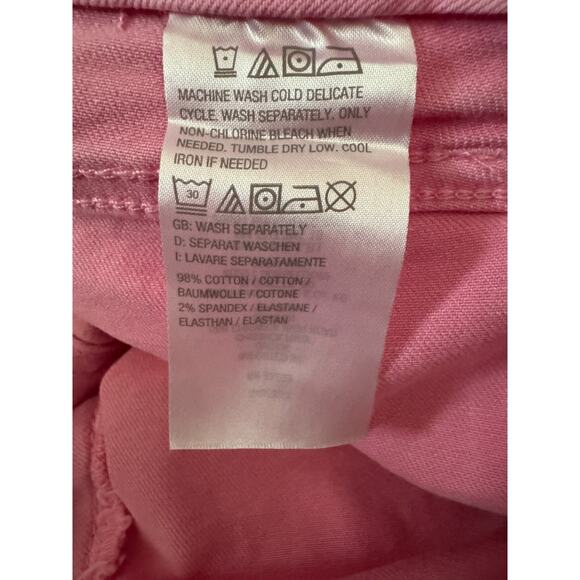 MACHINE WASH COLD DELICATE
CYCLE. WASH SEPARATELY. ONLY
NON-CHLORINE BLEACH WHEN
NEEDED. TUMBLE DRY LOW. COOL
IRON IF NEEDED
30
GB: WASH SEPARATELY
D: SEPARAT WASCHEN
I: LAVARE SEPARATAMENTE
98% COTTON / COTTON /
BAUMWOLLE / COTONE
2% SPANDEX / ELASTANE /
ELASTHAN / ELASTAN